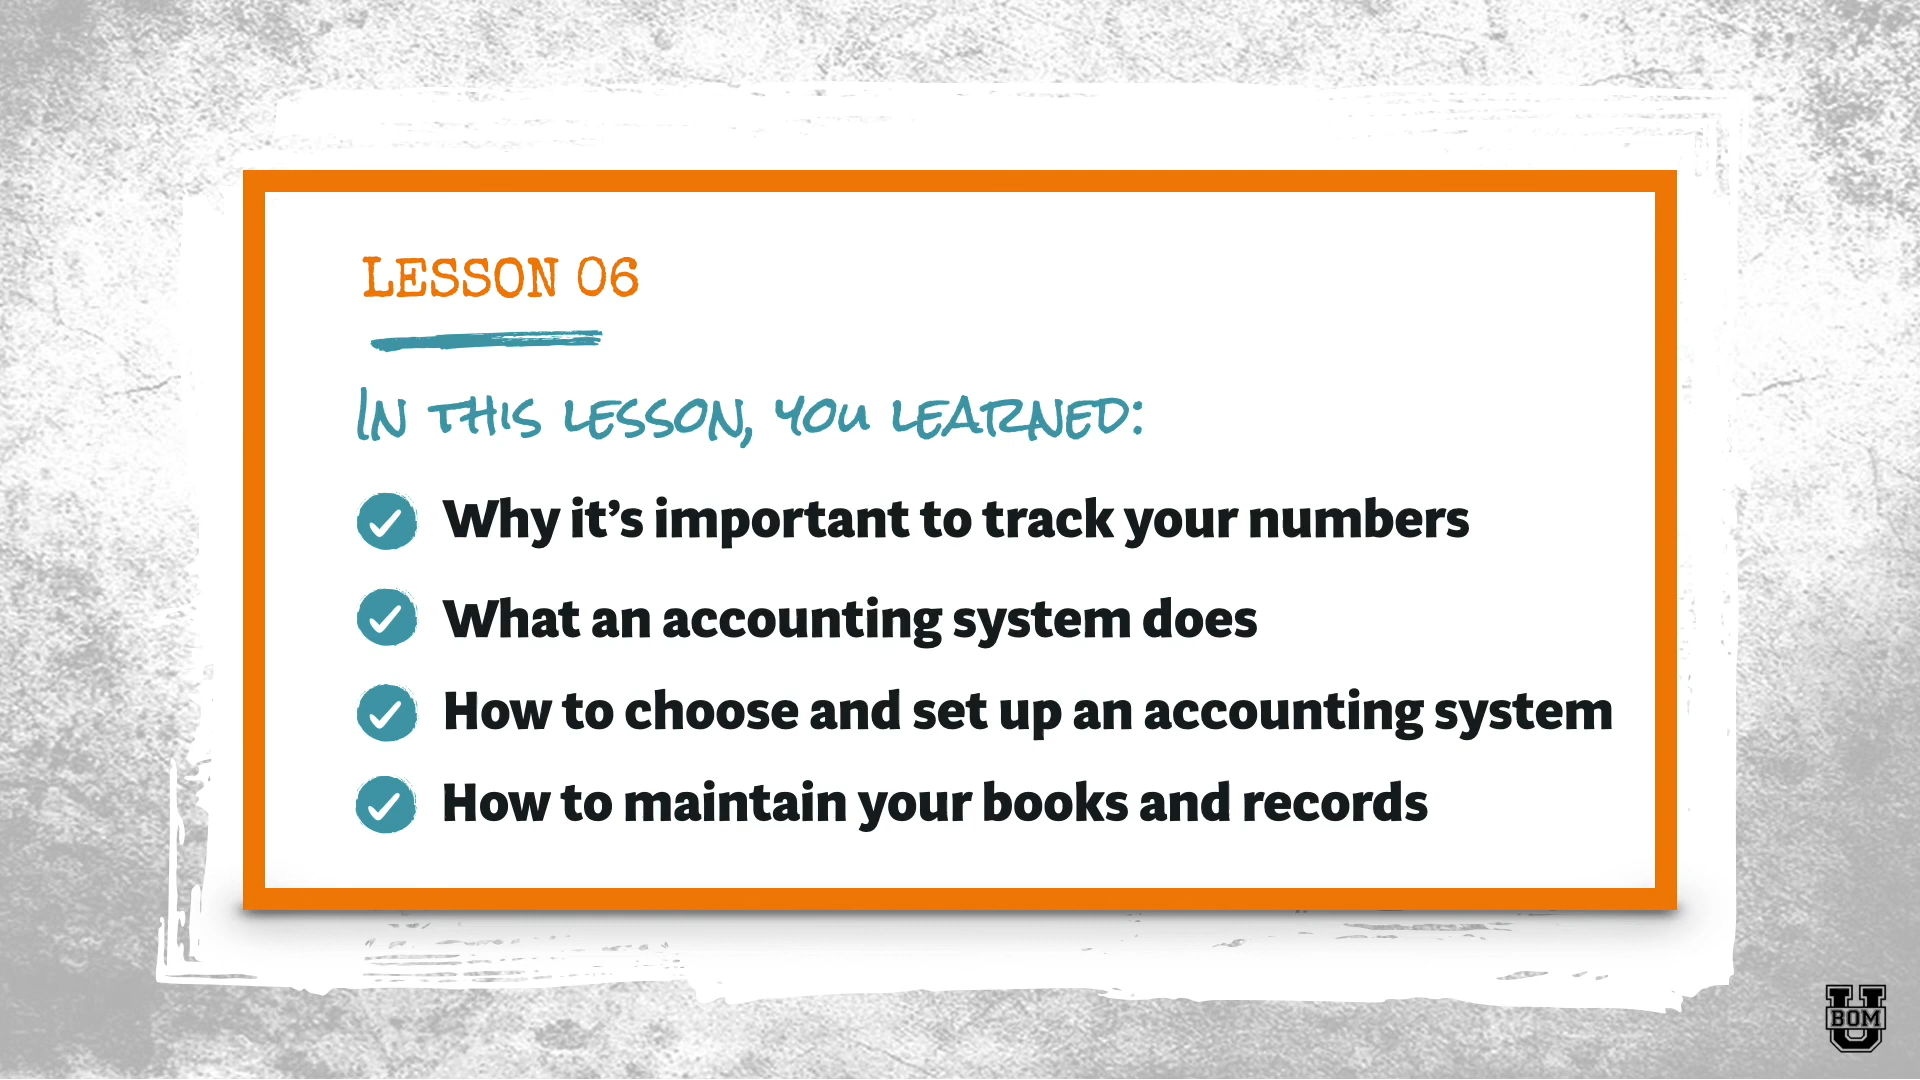 LESSON 06
In this lesson, you learned:
Why it’s important to track your numbers
What an accounting system does
How to choose and set up an accounting system
How to maintain your books and records
U
BOM